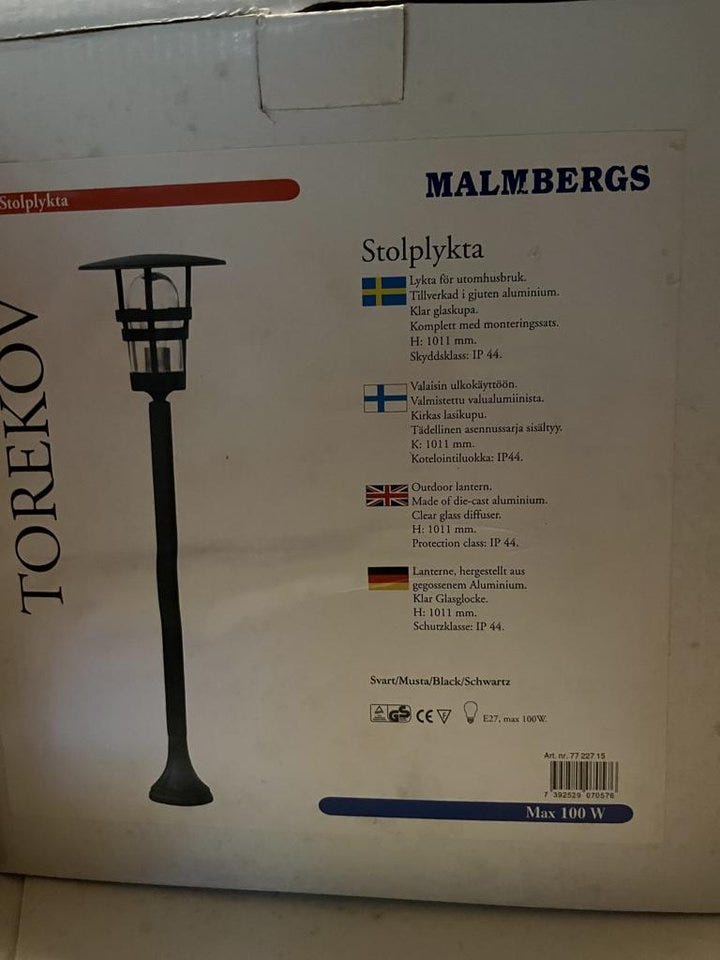 Stolplykta
MALMBERGS
TOREKOV
Stolplykta
Lykta för utomhusbruk.
Tillverkad i gjuten aluminium.
Klar glaskupa.
Komplett med monteringssats.
H: 1011 mm.
Skyddsklass: IP 44.
Valaisin ulkokäyttöön.
Valmistettu valualumiinista.
Kirkas lasikupu.
Tädellinen asennussarja sisältyy.
K: 1011 mm.
Kotelointiluokka: IP44.
Outdoor lantern.
Made of die-cast aluminium.
Clear glass diffuser.
H: 1011 mm.
Protection class: IP 44.
Lanterne, hergestellt aus
gegossenem Aluminium.
Klar Glasglocke.
H: 1011 mm.
Schutzklasse: IP 44.
Svart/Musta/Black/Schwartz
GS CE F E27, max 100W.
Art. nr. 77 227 15
7 392529 070576
Max 100 W